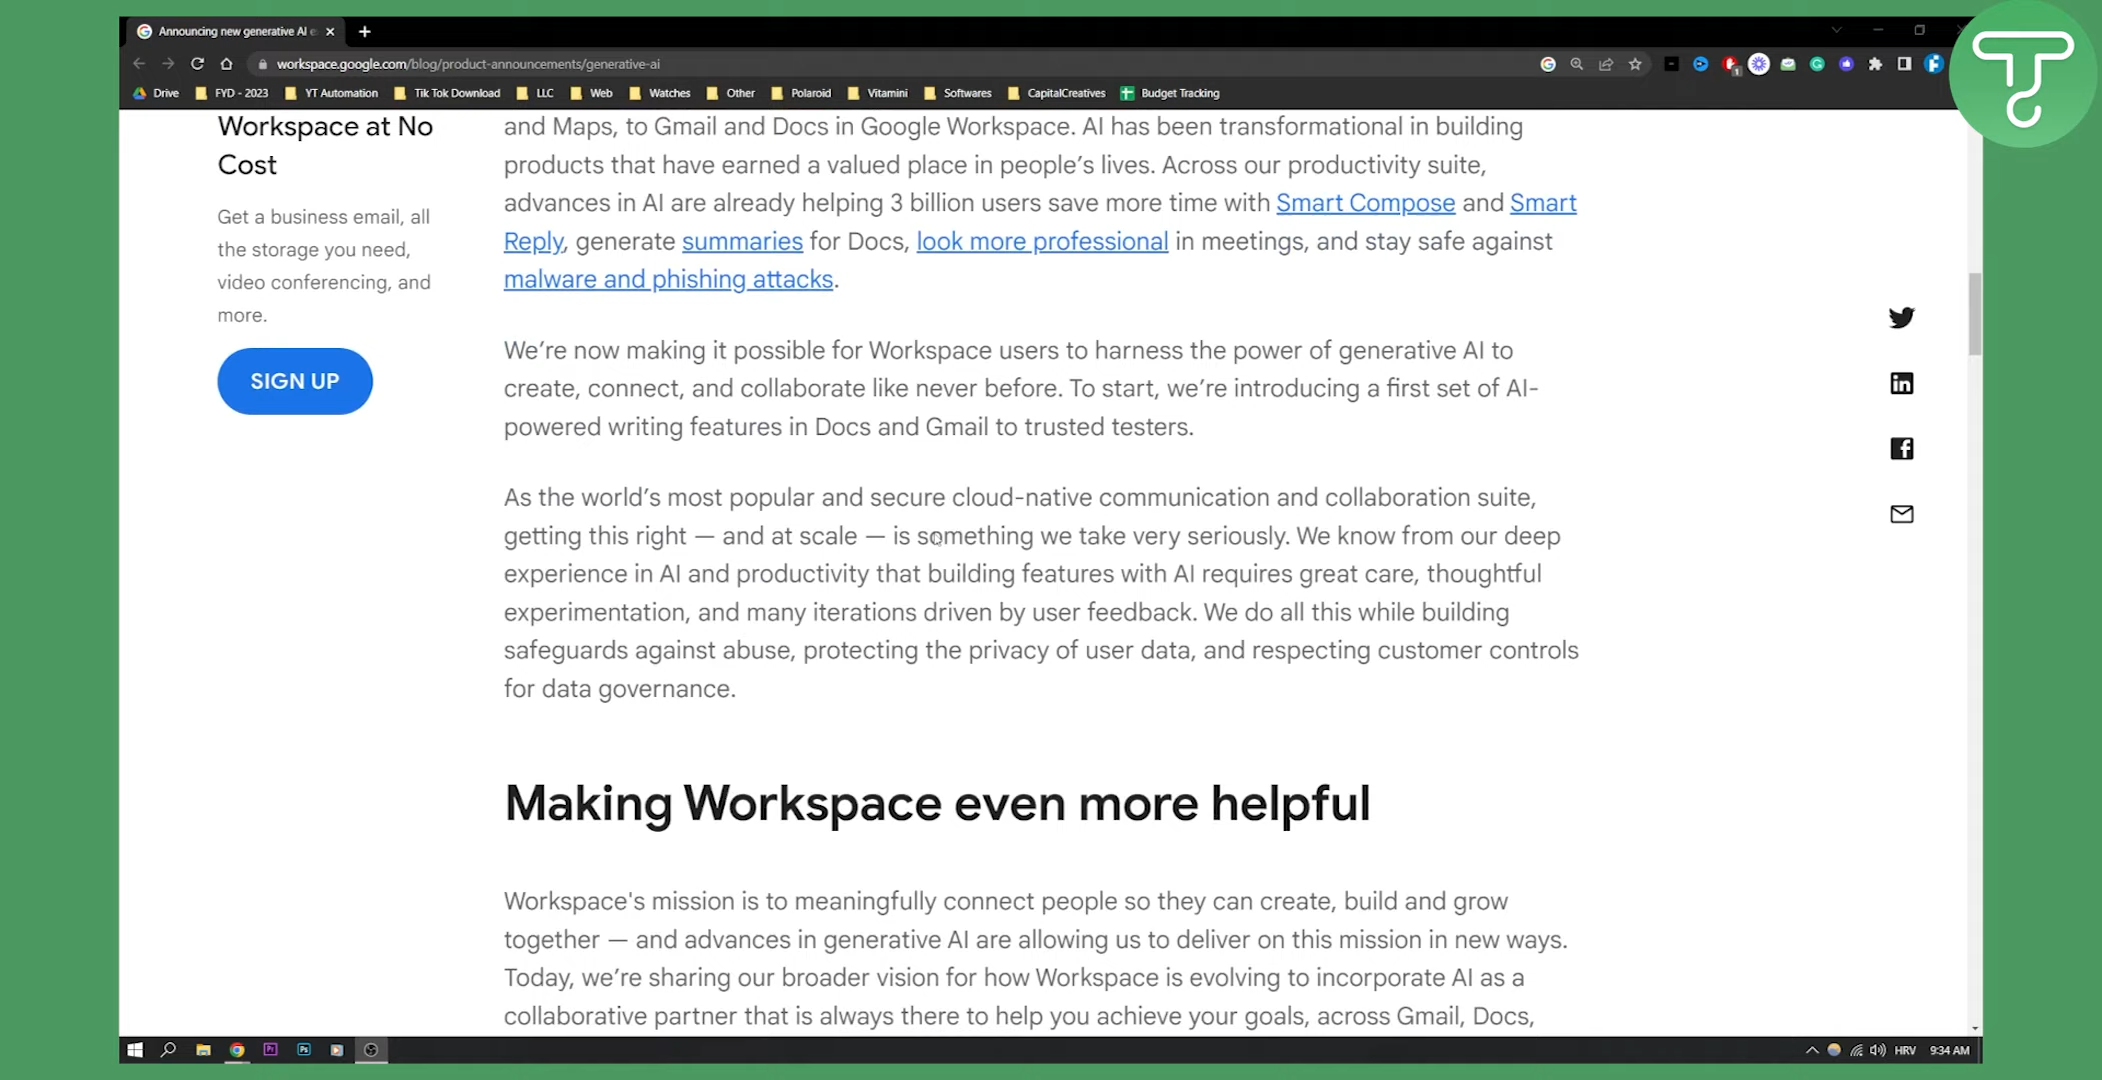 Announcing new generative AI e
workspace.google.com/blog/product-announcements/generative-ai
Drive FYD - 2023 YT Automation Tik Tok Download LLC Web Watches Other Polaroid Vitamini Softwares CapitalCreatives Budget Tracking
Workspace at No
Cost
Get a business email, all
the storage you need,
video conferencing, and
more.
SIGN UP
and Maps, to Gmail and Docs in Google Workspace. AI has been transformational in building
products that have earned a valued place in people’s lives. Across our productivity suite,
advances in AI are already helping 3 billion users save more time with Smart Compose and Smart
Reply, generate summaries for Docs, look more professional in meetings, and stay safe against
malware and phishing attacks.
We’re now making it possible for Workspace users to harness the power of generative AI to
create, connect, and collaborate like never before. To start, we’re introducing a first set of AI-
powered writing features in Docs and Gmail to trusted testers.
As the world’s most popular and secure cloud-native communication and collaboration suite,
getting this right — and at scale — is something we take very seriously. We know from our deep
experience in AI and productivity that building features with AI requires great care, thoughtful
experimentation, and many iterations driven by user feedback. We do all this while building
safeguards against abuse, protecting the privacy of user data, and respecting customer controls
for data governance.
Making Workspace even more helpful
Workspace's mission is to meaningfully connect people so they can create, build and grow
together — and advances in generative AI are allowing us to deliver on this mission in new ways.
Today, we’re sharing our broader vision for how Workspace is evolving to incorporate AI as a
collaborative partner that is always there to help you achieve your goals, across Gmail, Docs,
HRV 9:34 AM